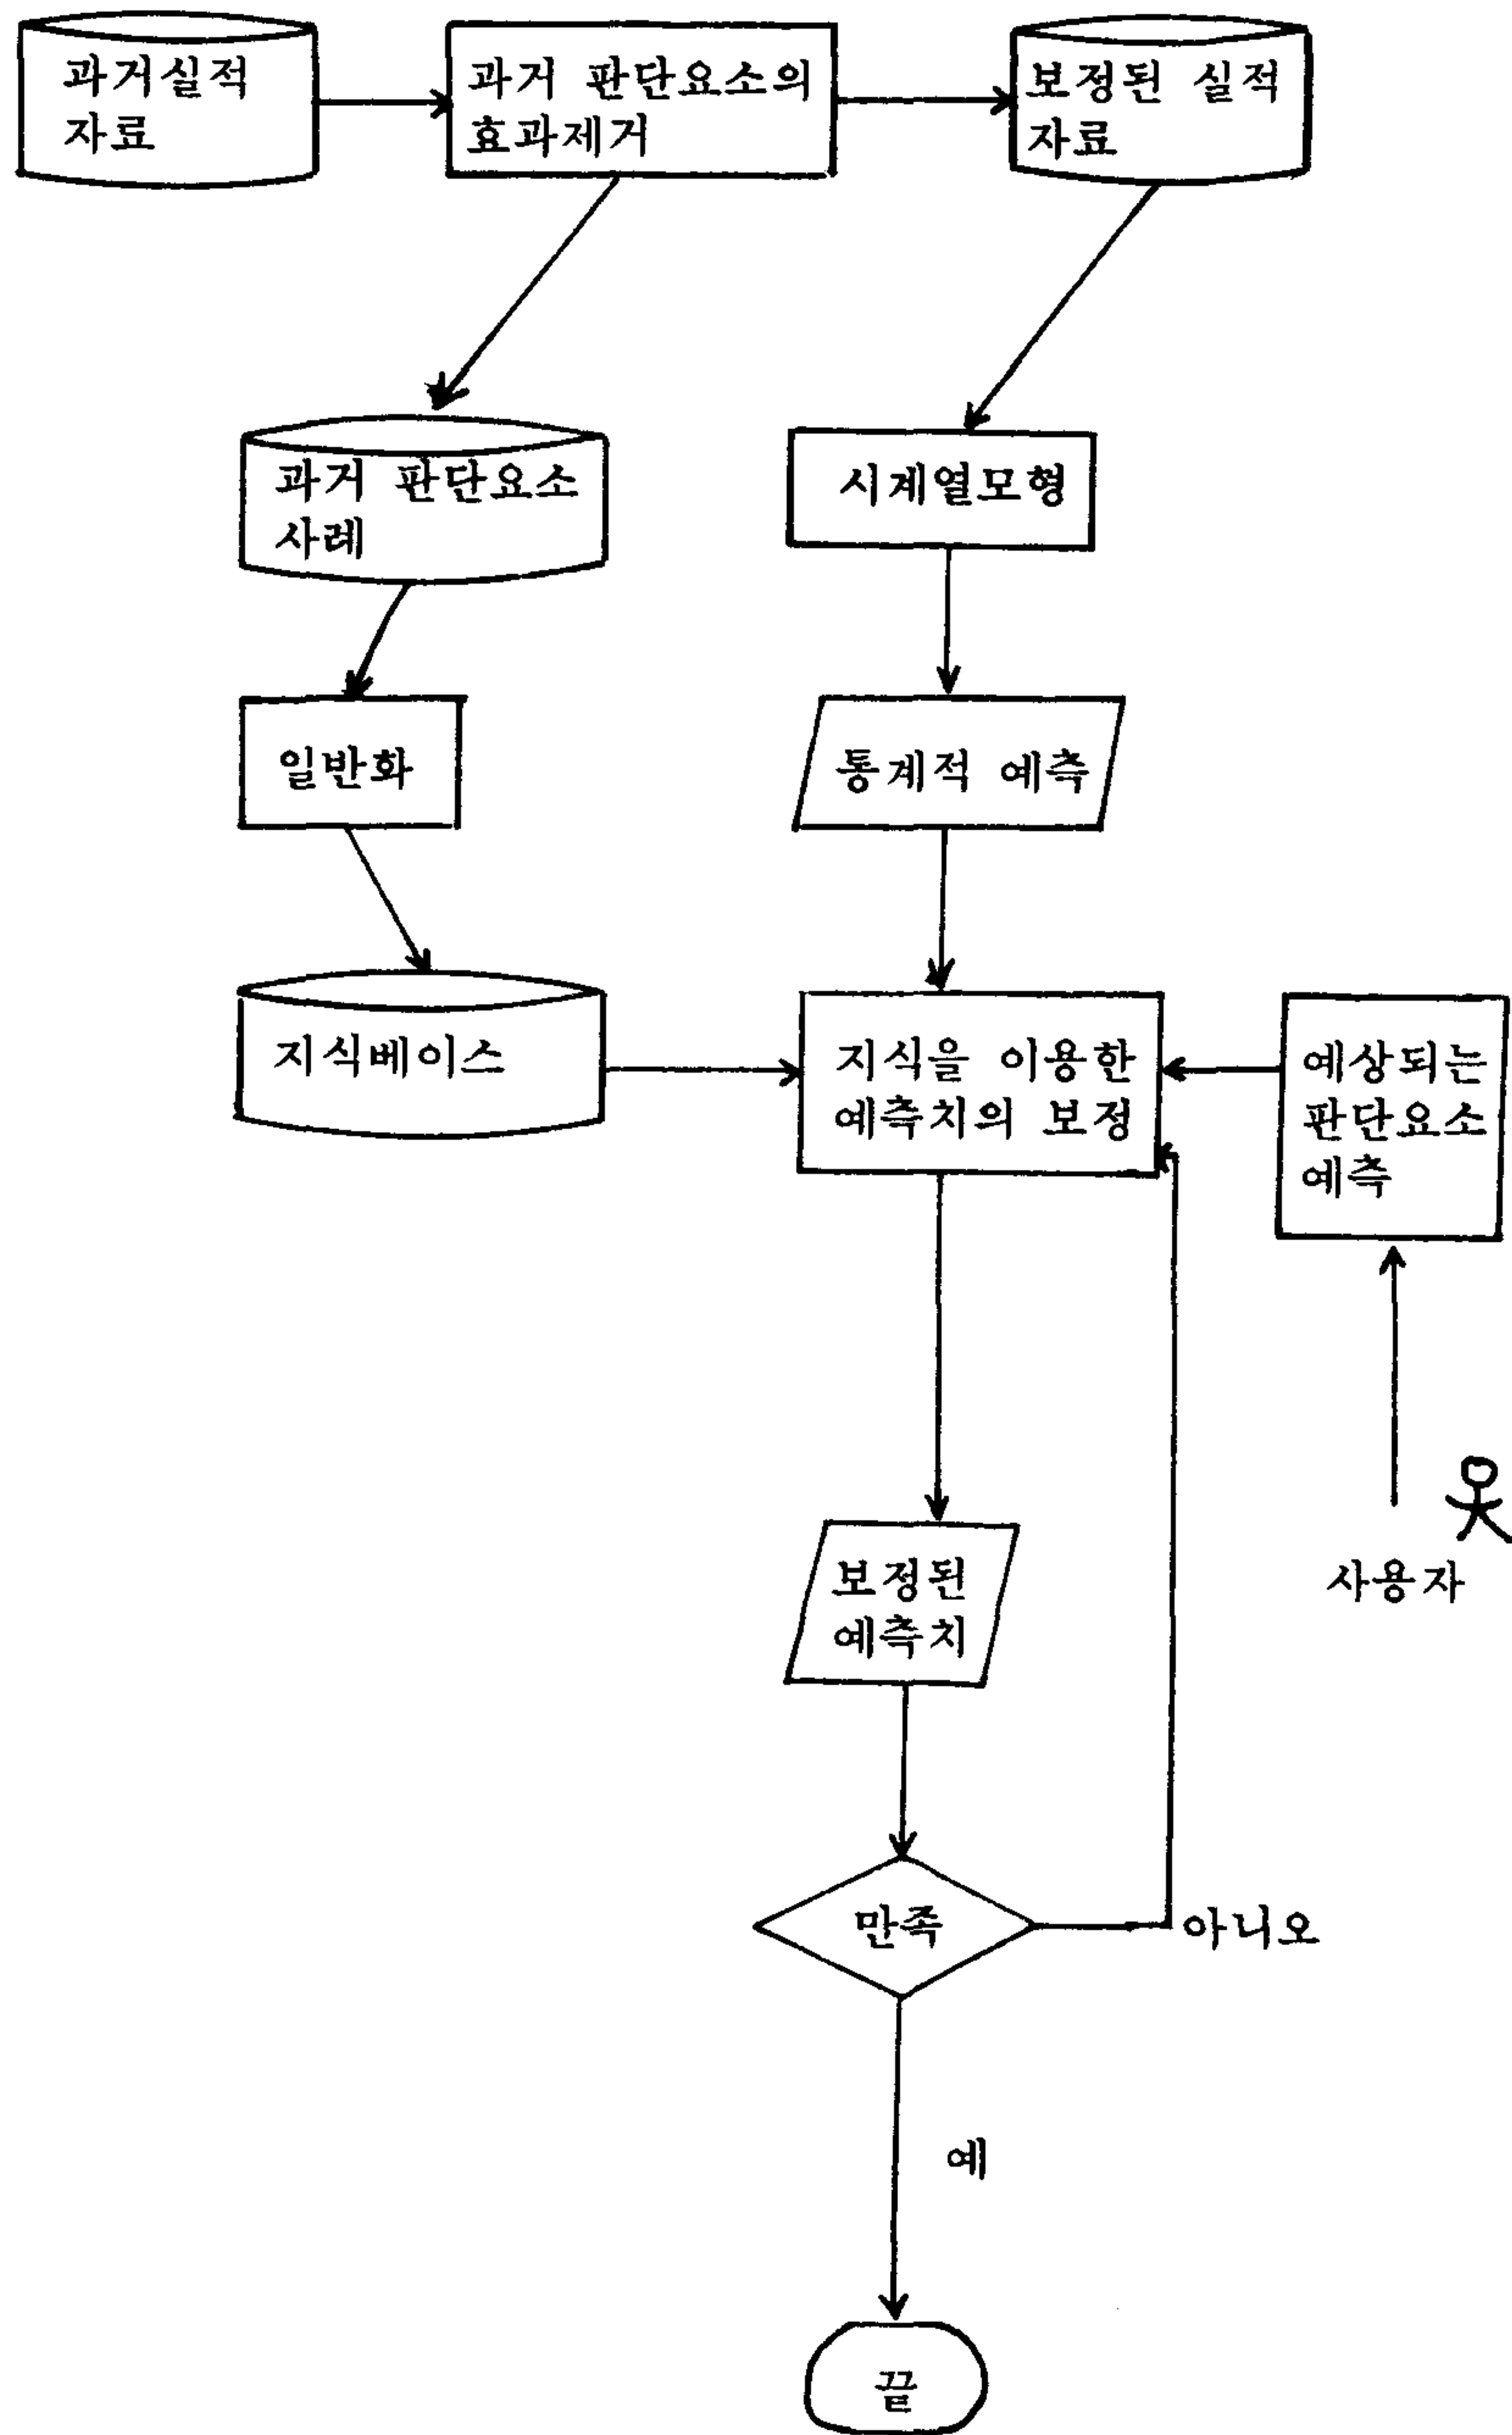 과거실적
자료
과거 판단요소의
효과제거
보정된 실적
자료
과거 판단요소
사례
시계열모형
일반화
통계적 예측
지식베이스
지식을 이용한
예측치의 보정
예상되는
판단요소
예측
사용자
보정된
예측치
만족
아니오
예
끝